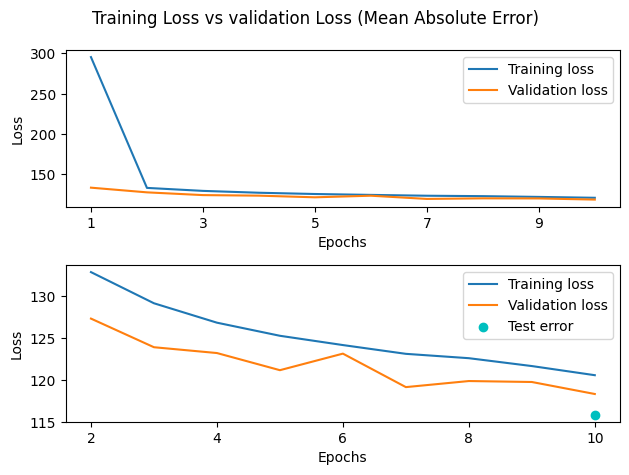 Training Loss vs validation Loss (Mean Absolute Error)
300
250
200
150
Loss
Training loss
Validation loss
1 3 5 7 9
Epochs
130
125
120
115
Loss
Training loss
Validation loss
Test error
2 4 6 8 10
Epochs